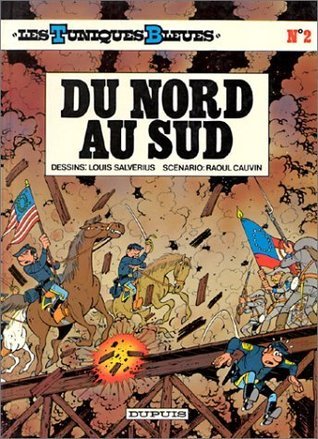 "LES TUNIQUES BLEUES"
N°2
DU NORD
AU SUD
DESSINS: LOUIS SALVÉRIUS SCÉNARIO: RAOUL CAUVIN
DUPUIS